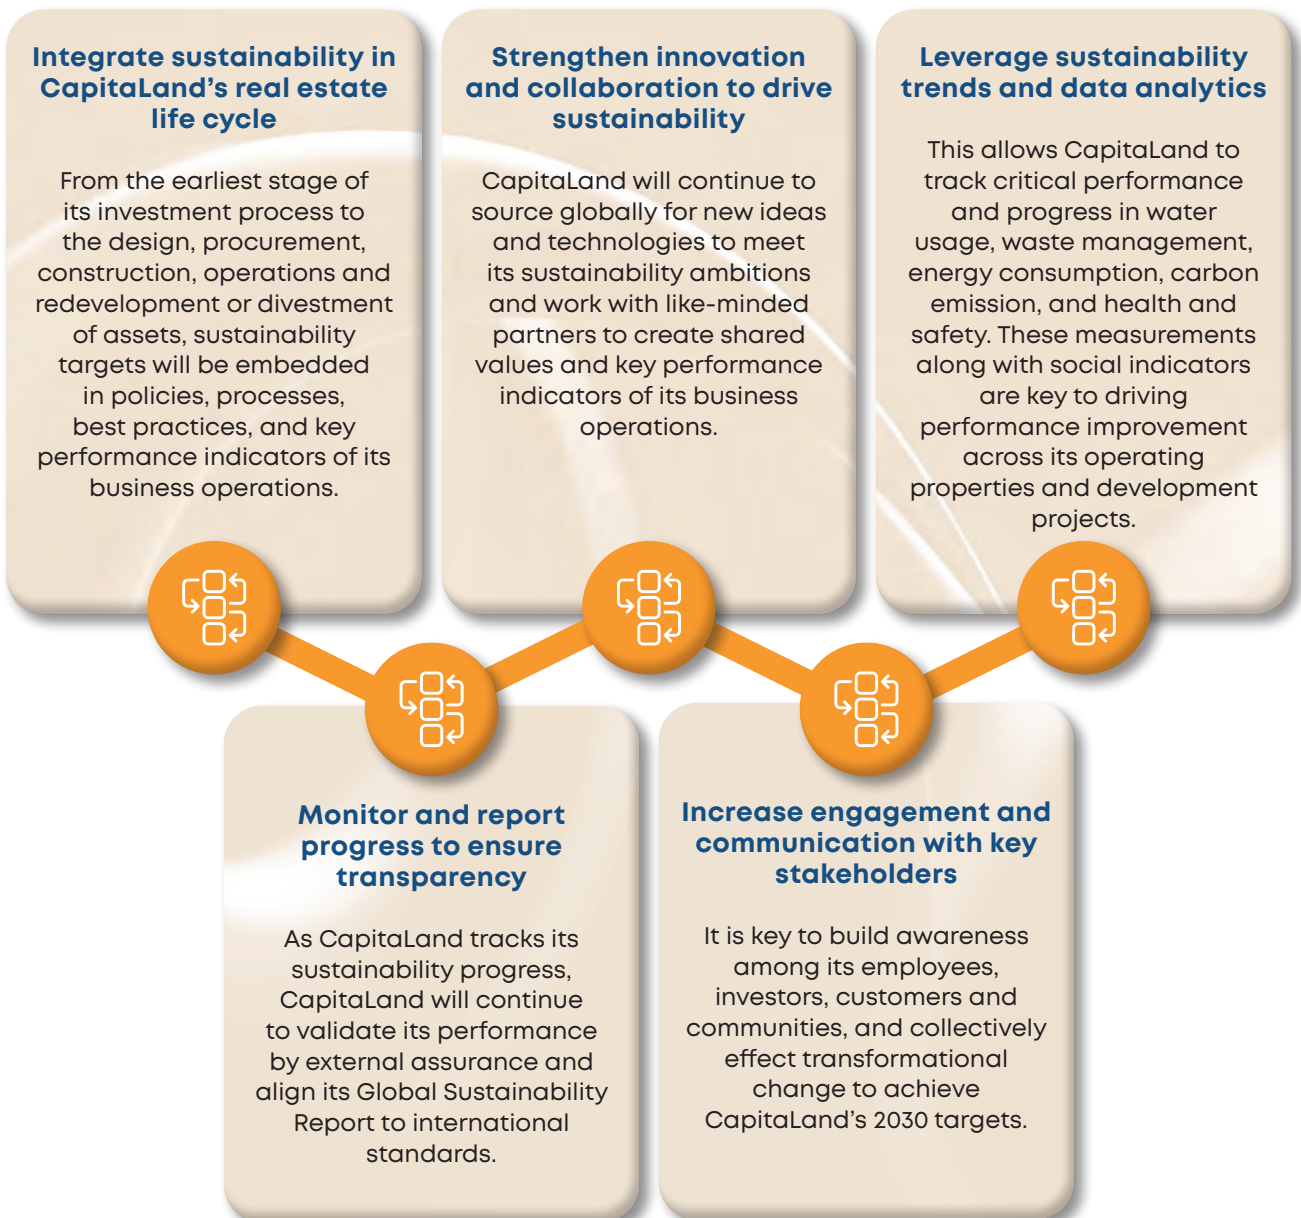 Integrate sustainability in
CapitaLand's real estate
life cycle
From the earliest stage of
its investment process to
the design, procurement,
construction, operations and
redevelopment or divestment
of assets, sustainability
targets will be embedded
in policies, processes,
best practices, and key
performance indicators of its
business operations.
Strengthen innovation
and collaboration to drive
sustainability
CapitaLand will continue to
source globally for new ideas
and technologies to meet
its sustainability ambitions
and work with like-minded
partners to create shared
values and key performance
indicators of its business
operations.
Leverage sustainability
trends and data analytics
This allows CapitaLand to
track critical performance
and progress in water
usage, waste management,
energy consumption, carbon
emission, and health and
safety. These measurements
along with social indicators
are key to driving
performance improvement
across its operating
properties and development
projects.
Monitor and report
progress to ensure
transparency
As CapitaLand tracks its
sustainability progress,
CapitaLand will continue
to validate its performance
by external assurance and
align its Global Sustainability
Report to international
standards.
Increase engagement and
communication with key
stakeholders
It is key to build awareness
among its employees,
investors, customers and
communities, and collectively
effect transformational
change to achieve
CapitaLand's 2030 targets.